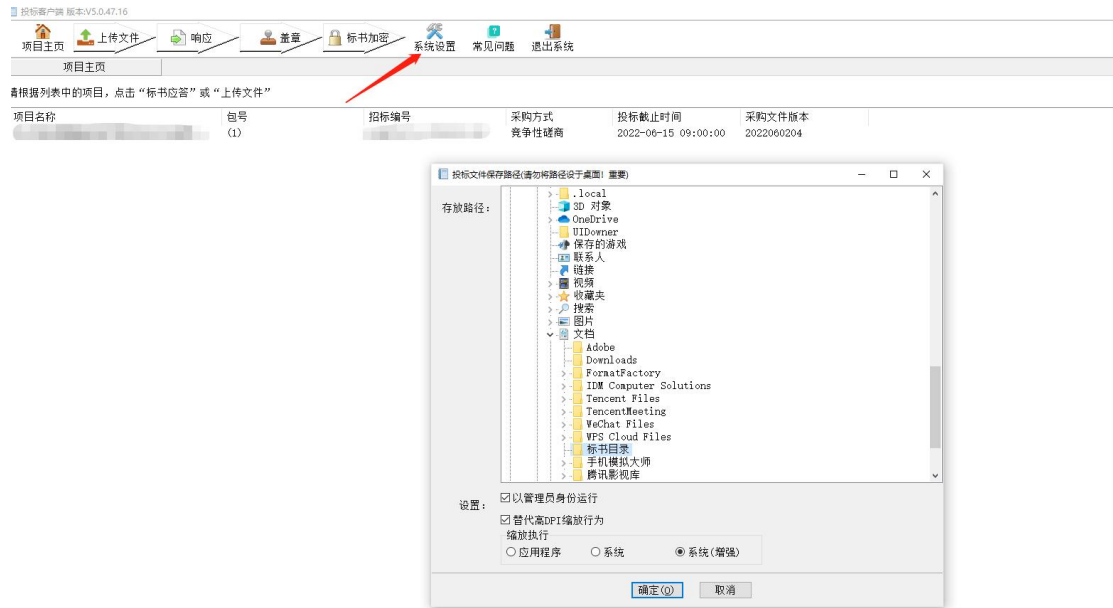 投标客户端 版本:V5.0.47.16
项目主页 上传文件 响应 盖章 标书加密 系统设置 常见问题 退出系统
项目主页
请根据列表中的项目，点击“标书应答”或“上传文件”
项目名称 包号 招标编号 采购方式 投标截止时间 采购文件版本
(1) 竞争性磋商 2022-06-15 09:00:00 2022060204
投标文件保存路径(请勿将路径设于桌面! 重要)
存放路径：
.local
3D 对象
OneDrive
UIDowner
保存的游戏
联系人
链接
视频
收藏夹
搜索
图片
文档
Adobe
Downloads
FormatFactory
IDM Computer Solutions
Tencent Files
TencentMeeting
WeChat Files
WPS Cloud Files
标书目录
手机模拟大师
腾讯影视库
设置： 以管理员身份运行
替代高DPI缩放行为
缩放执行
应用程序 系统 系统(增强)
确定(O) 取消